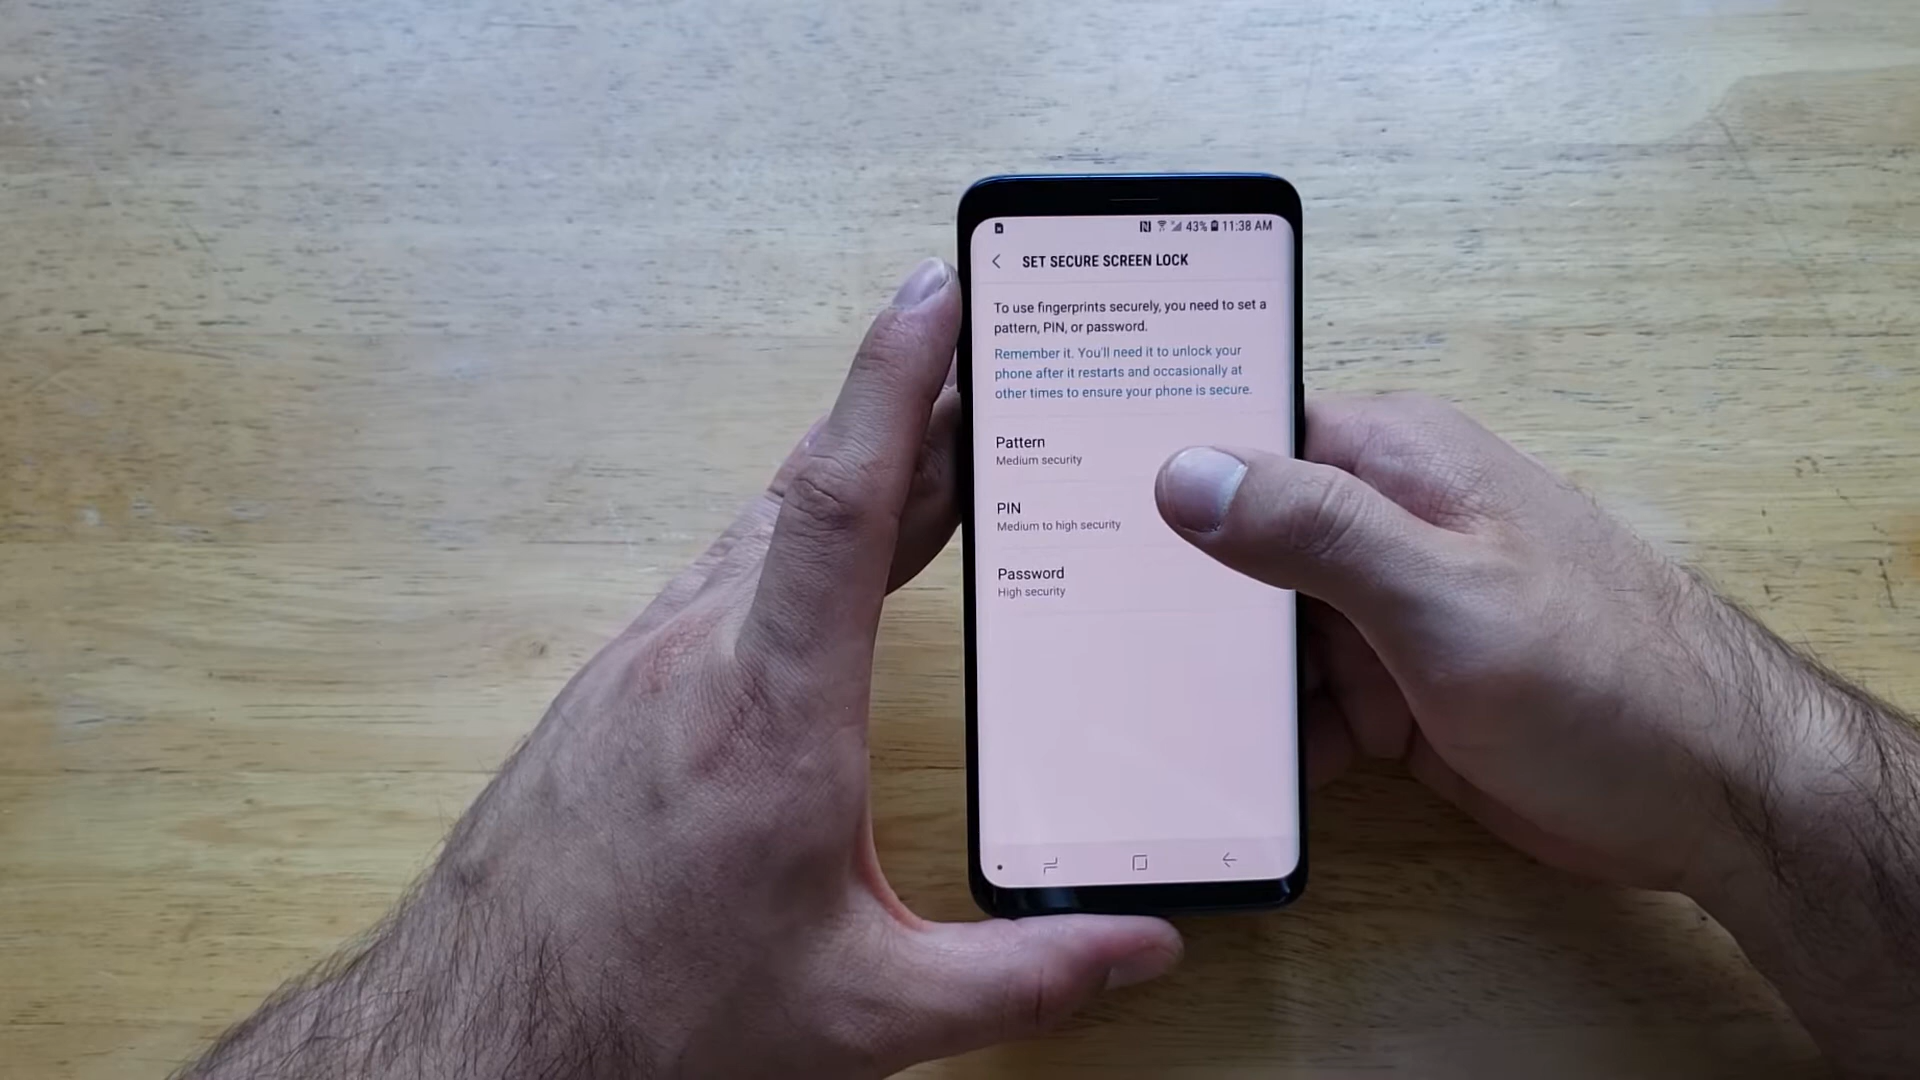 43% 11:38 AM
SET SECURE SCREEN LOCK
To use fingerprints securely, you need to set a
pattern, PIN, or password.
Remember it. You'll need it to unlock your
phone after it restarts and occasionally at
other times to ensure your phone is secure.
Pattern
Medium security
PIN
Medium to high security
Password
High security